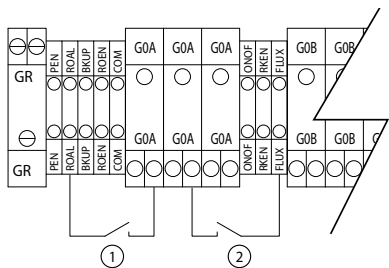 G0A G0A G0A G0B G0B
PEN ROAL BKUP ROEN COM ONOF RKEN FLUX
GR
G0A G0A G0A G0B G0B
GR PEN ROAL BKUP ROEN COM ONOF RKEN FLUX
1 2